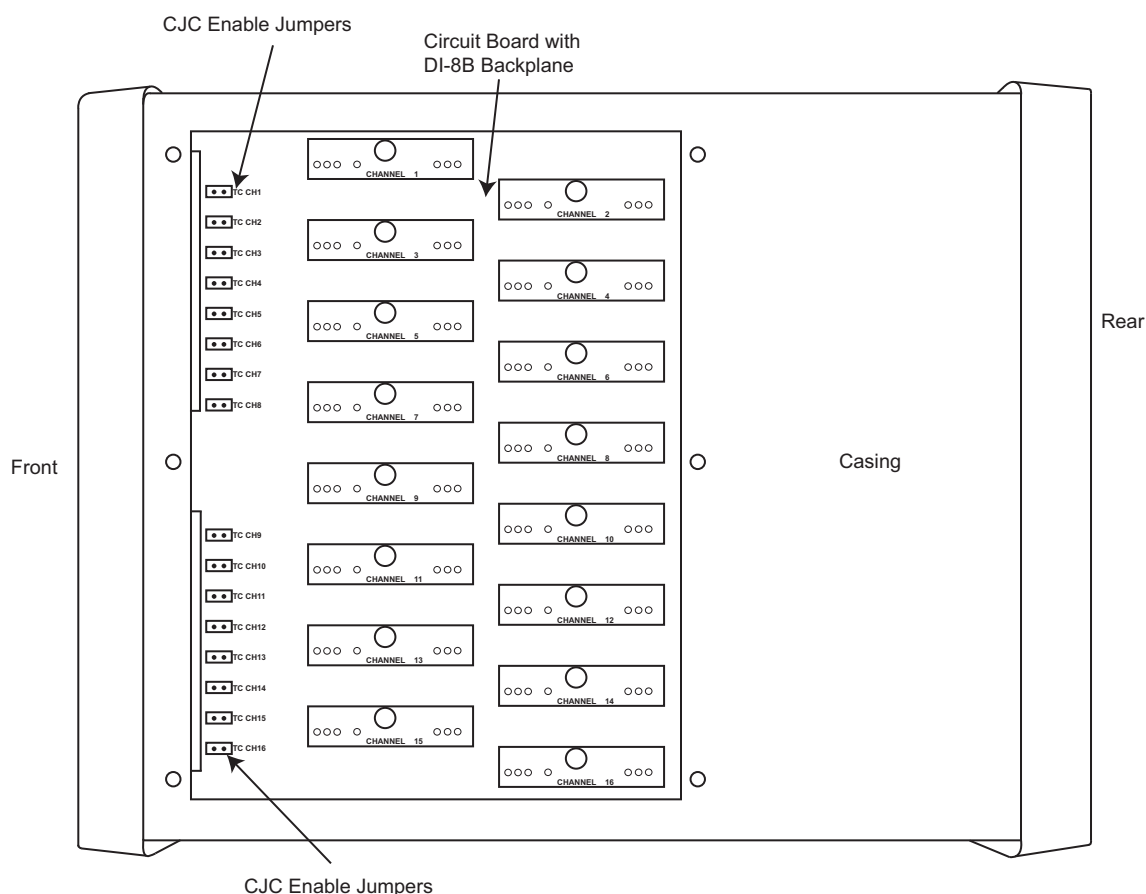 CJC Enable Jumpers
Circuit Board with
DI-8B Backplane
TC CH1
TC CH2
TC CH3
TC CH4
TC CH5
TC CH6
TC CH7
TC CH8
TC CH9
TC CH10
TC CH11
TC CH12
TC CH13
TC CH14
TC CH15
TC CH16
CHANNEL 1
CHANNEL 3
CHANNEL 5
CHANNEL 7
CHANNEL 9
CHANNEL 11
CHANNEL 13
CHANNEL 15
CHANNEL 2
CHANNEL 4
CHANNEL 6
CHANNEL 8
CHANNEL 10
CHANNEL 12
CHANNEL 14
CHANNEL 16
Front
Casing
Rear
CJC Enable Jumpers